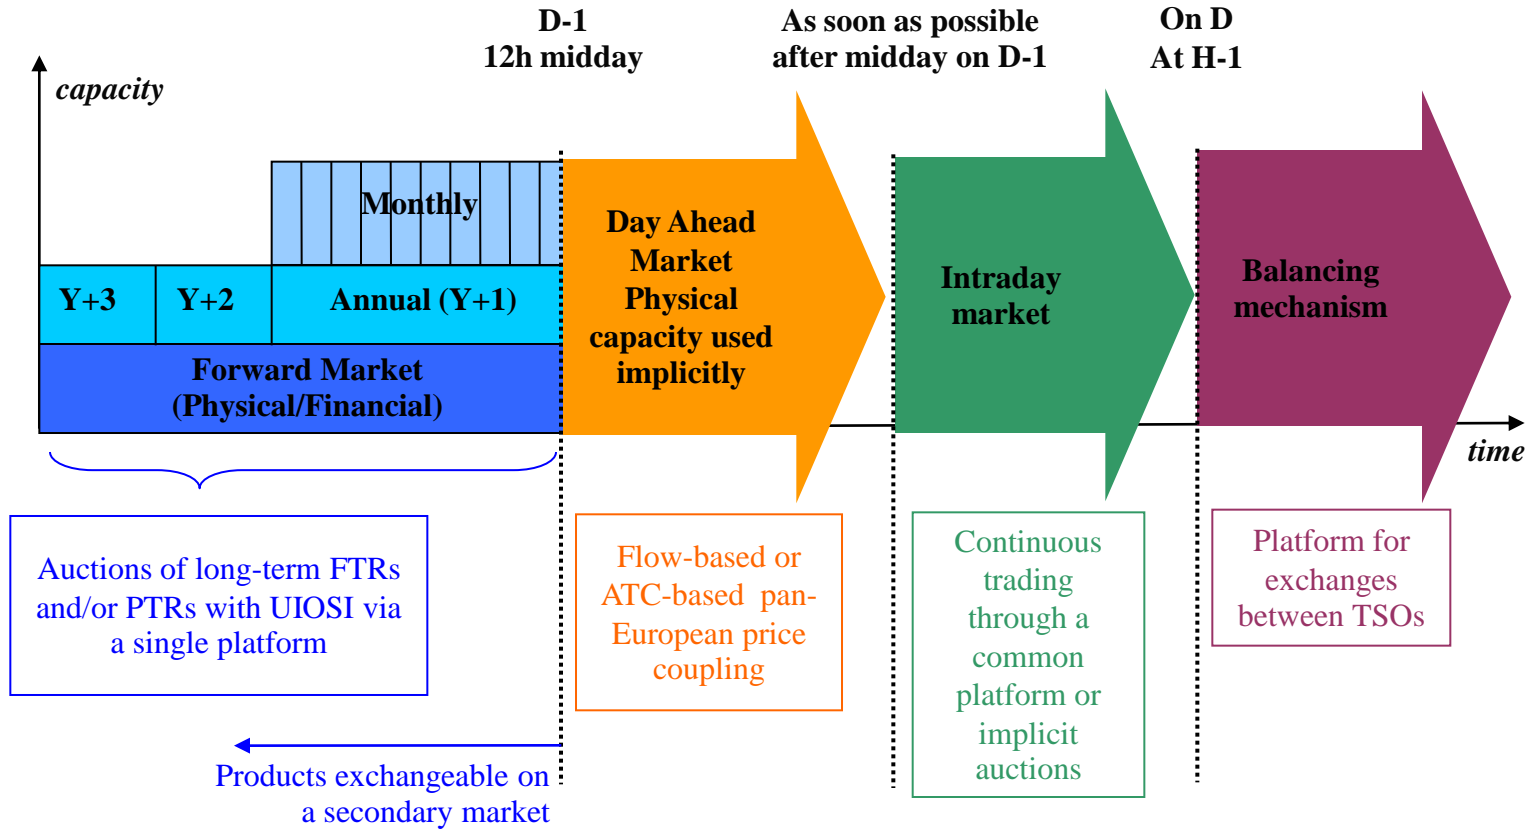 D-1
12h midday
As soon as possible
after midday on D-1
On D
At H-1
capacity
Monthly
Y+3
Y+2
Annual (Y+1)
Forward Market
(Physical/Financial)
Day Ahead
Market
Physical
capacity used
implicitly
Intraday
market
Balancing
mechanism
time
Auctions of long-term FTRs
and/or PTRs with UIOSI via
a single platform
Flow-based or
ATC-based pan-
European price
coupling
Continuous
trading
through a
common
platform or
implicit
auctions
Platform for
exchanges
between TSOs
Products exchangeable on
a secondary market